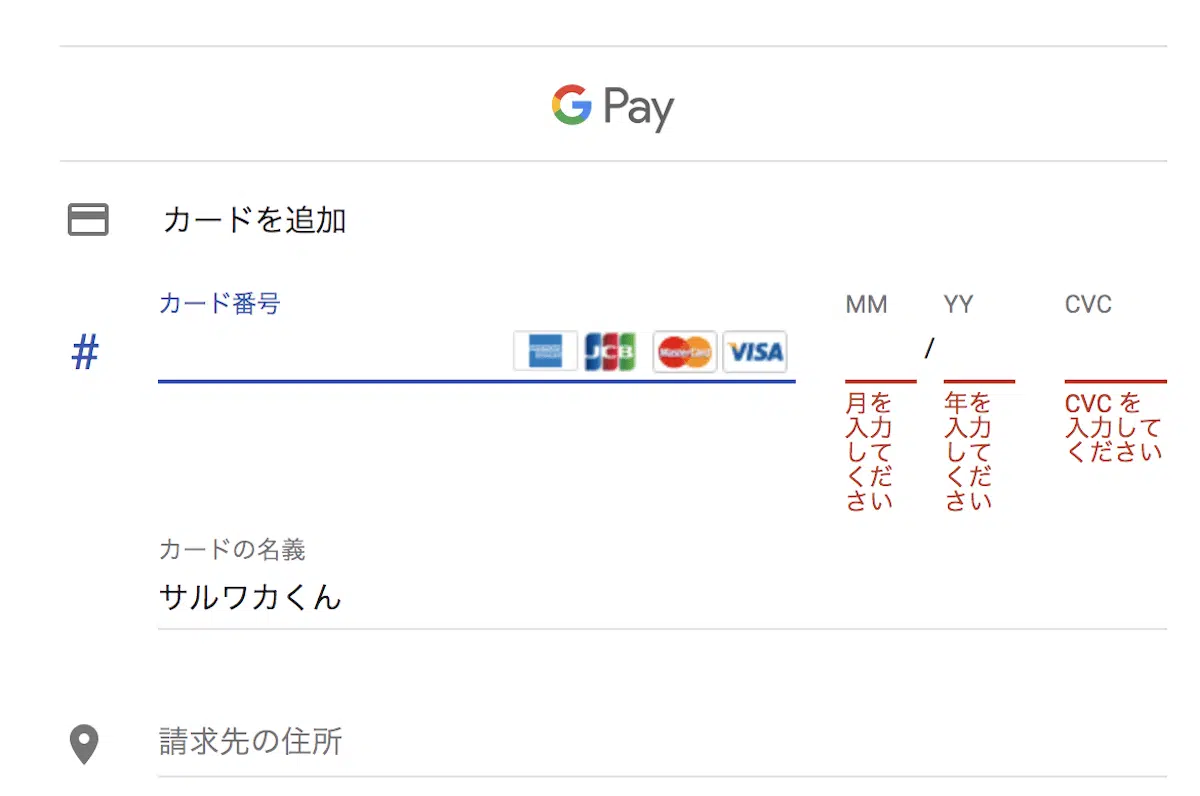 G Pay
カードを追加
カード番号
MM
YY
CVC
#
JCB
MasterCard
VISA
/
月を
入力
してくだ
さい
年を
入力
してくだ
さい
CVC を
入力して
ください
カードの名義
サルワカくん
請求先の住所